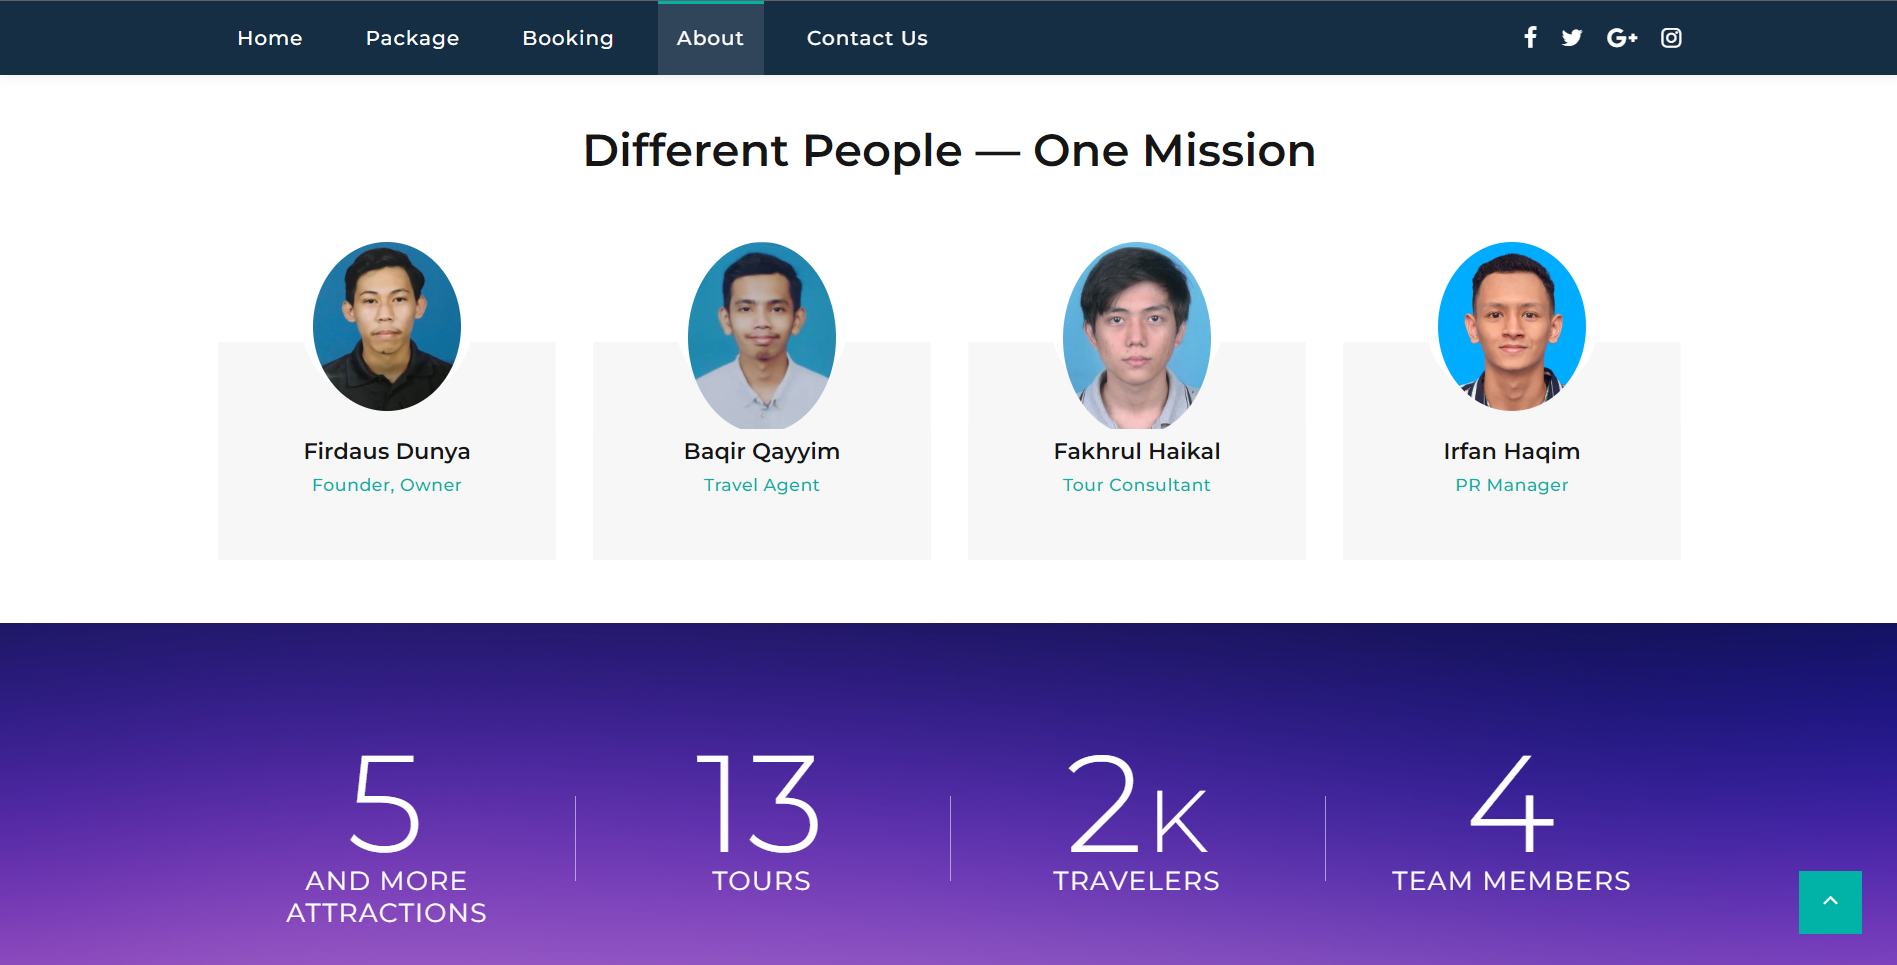 Home Package Booking About Contact Us
Different People — One Mission
Firdaus Dunya
Founder, Owner
Baqir Qayyim
Travel Agent
Fakhrul Haikal
Tour Consultant
Irfan Haqim
PR Manager
5
AND MORE
ATTRACTIONS
13
TOURS
2K
TRAVELERS
4
TEAM MEMBERS